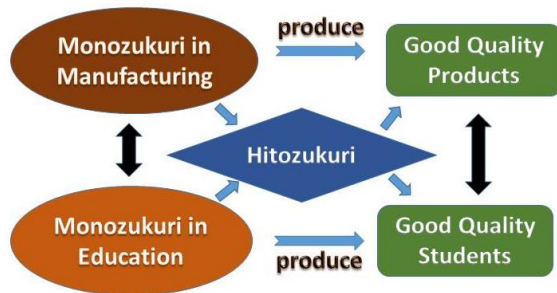 Monozukuri in
Manufacturing
produce
Good Quality
Products
Hitozukuri
Monozukuri in
Education
produce
Good Quality
Students